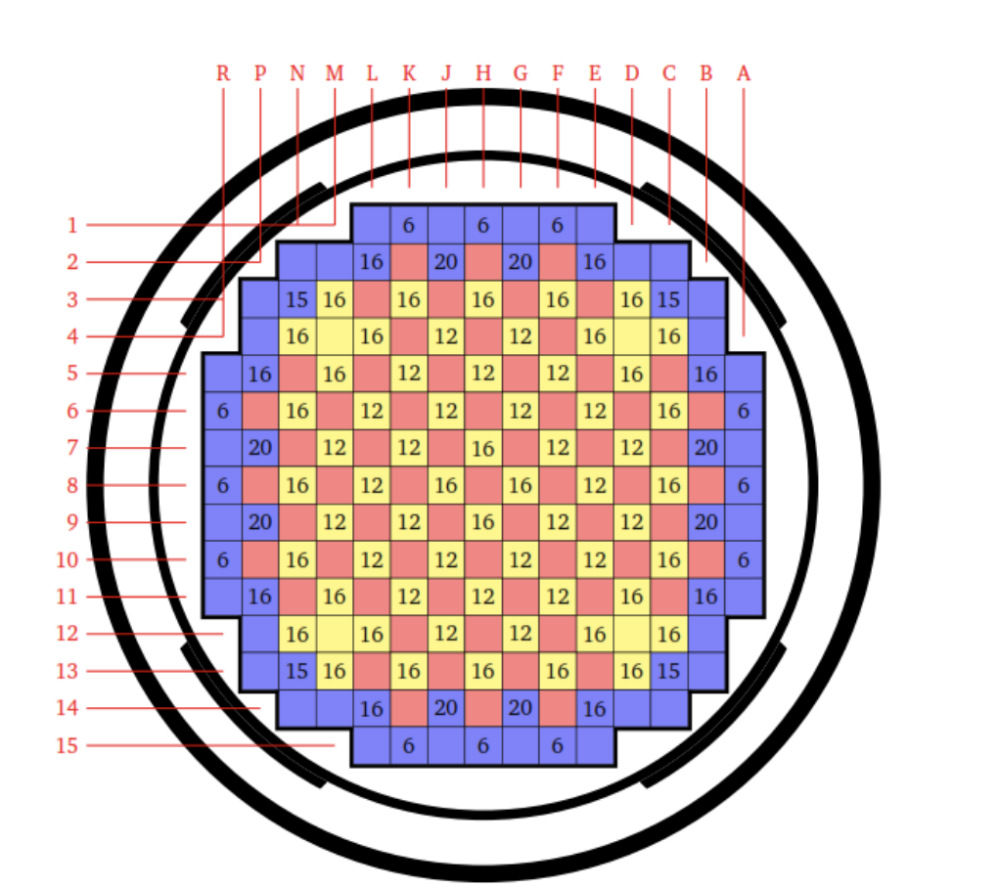 R P N M L K J H G F E D C B A
1 6 6 6
2 16 20 20 16
3 15 16 16 16 16 16 15
4 16 16 12 12 16 16
5 16 16 12 12 12 16 16
6 6 16 12 12 12 12 16 6
7 20 12 12 16 12 12 20
8 6 16 12 16 16 12 16 6
9 20 12 12 16 12 12 20
10 6 16 12 12 12 12 16 6
11 16 16 12 12 12 16 16
12 16 16 12 12 16 16
13 15 16 16 16 16 16 15
14 16 20 20 16
15 6 6 6